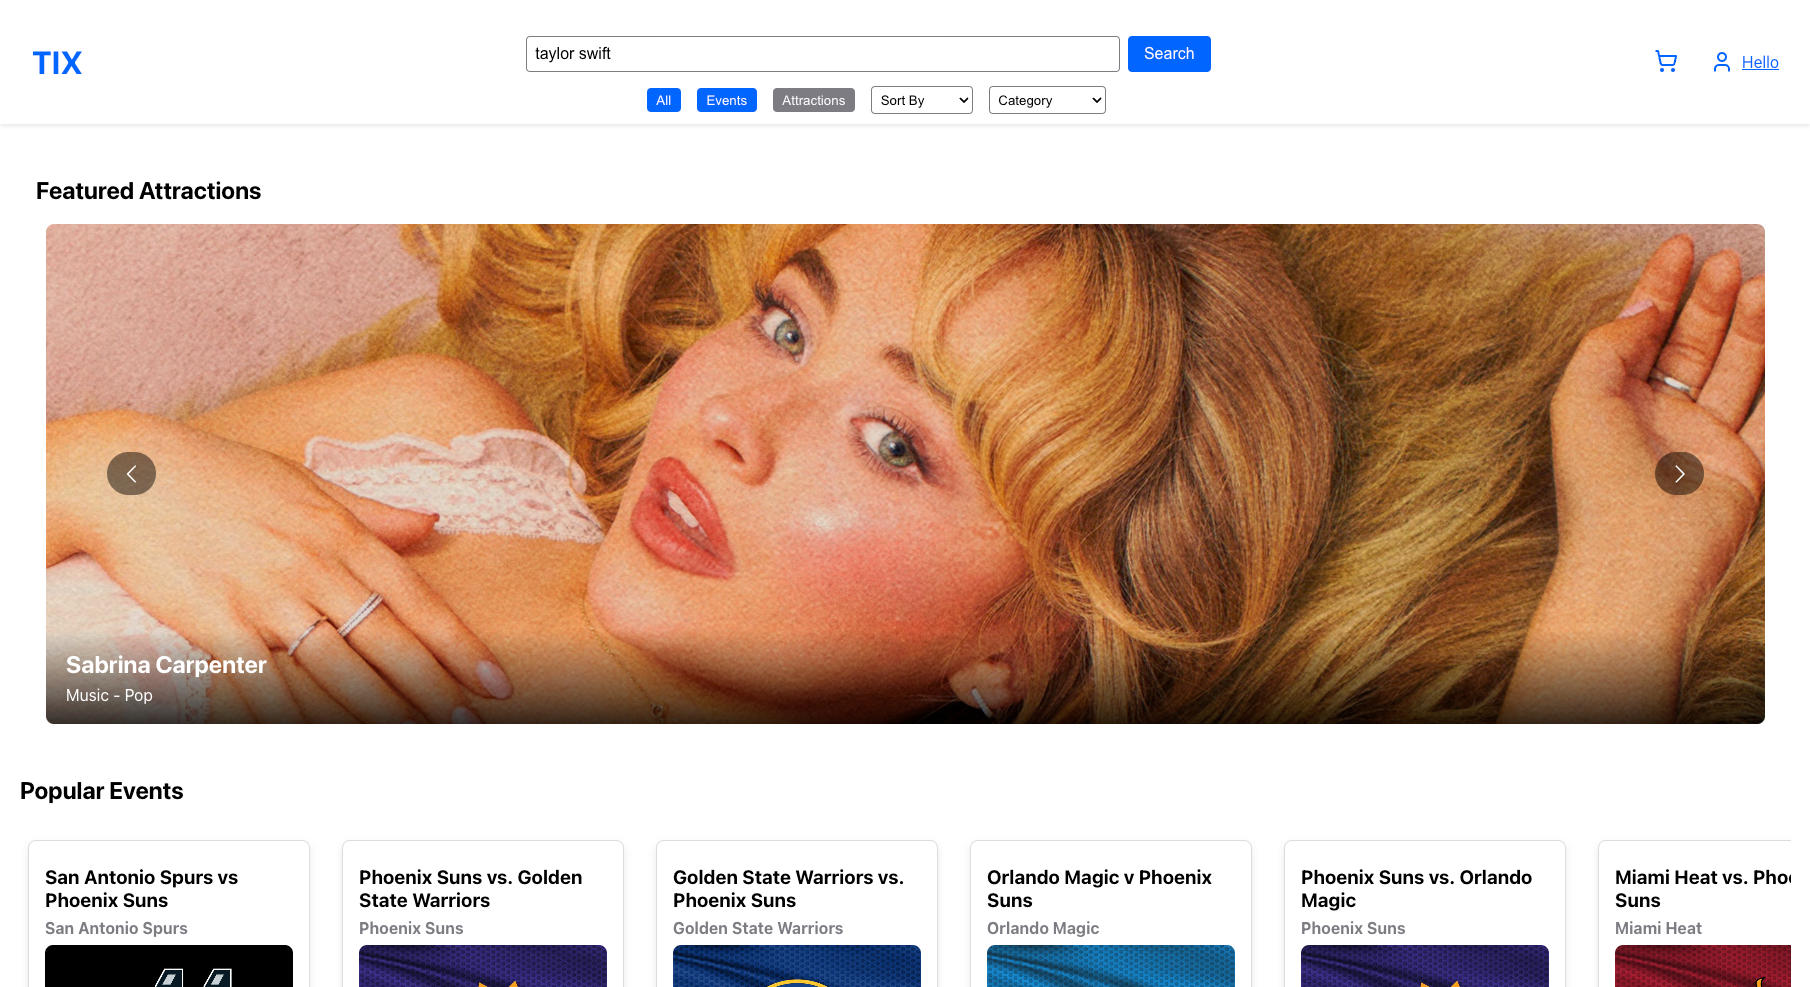 TIX
taylor swift
Search
Hello
All
Events
Attractions
Sort By
Category
Featured Attractions
Sabrina Carpenter
Music - Pop
Popular Events
San Antonio Spurs vs
Phoenix Suns
San Antonio Spurs
Phoenix Suns vs. Golden
State Warriors
Phoenix Suns
Golden State Warriors vs.
Phoenix Suns
Golden State Warriors
Orlando Magic v Phoenix
Suns
Orlando Magic
Phoenix Suns vs. Orlando
Magic
Phoenix Suns
Miami Heat vs. Pho
Suns
Miami Heat